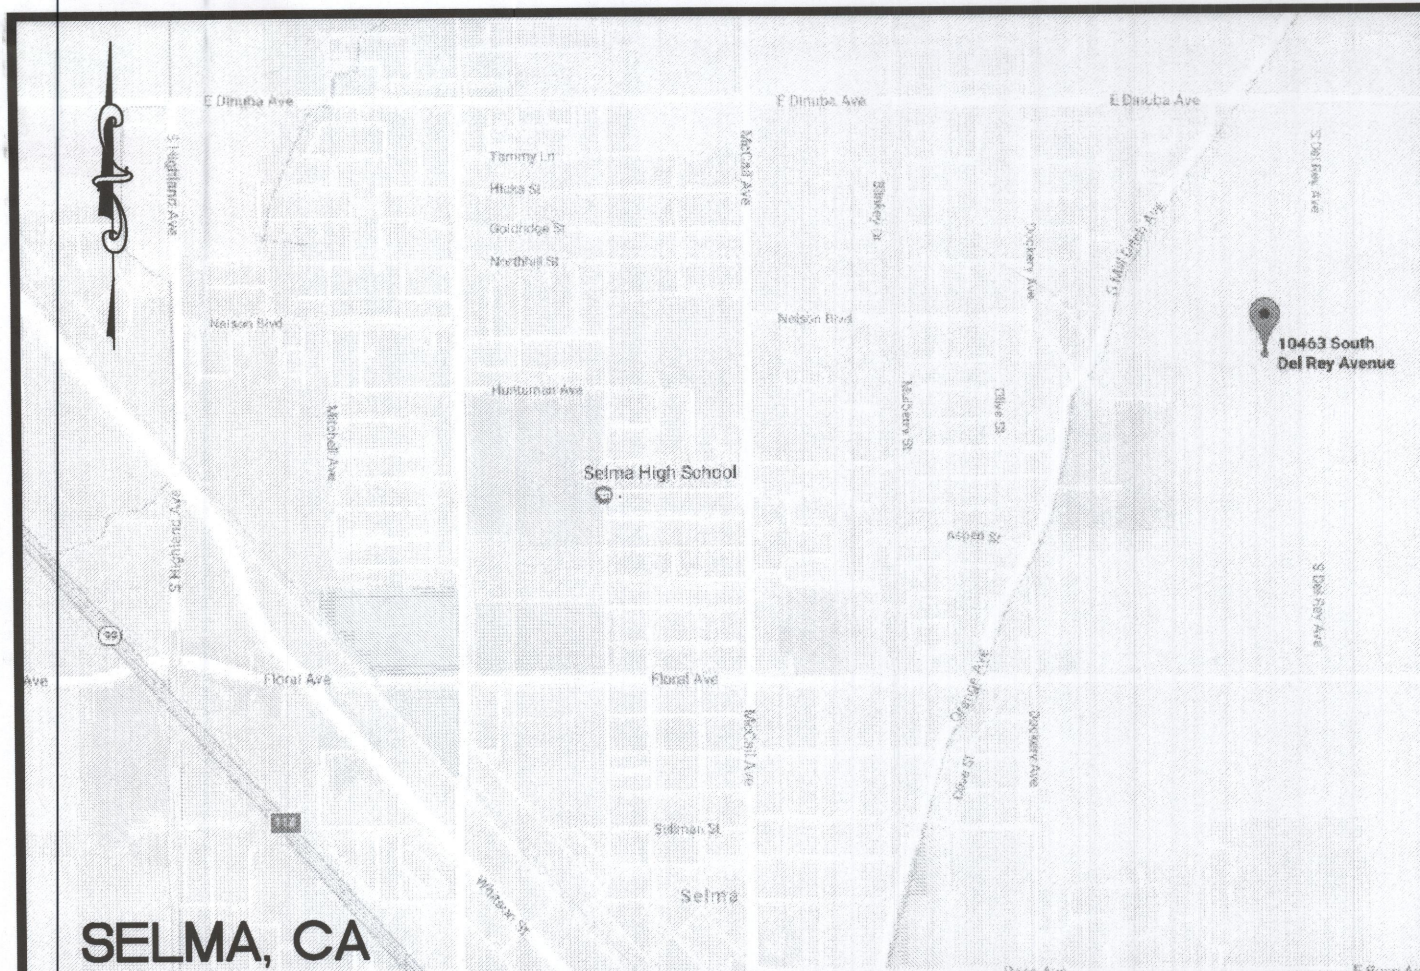 E Dinuba Ave
E Dinuba Ave
E Dinuba Ave
S Highland Ave
Tammy Ln
McCall Ave
S Del Rey Ave
Hicks St
Goldridge St
Dockery Ave
S Mill Ditch Ave
Northhill St
Nelson Blvd
Nelson Blvd
10463 South
Del Rey Avenue
Huntsman Ave
Mitchell Ave
Mulberry St
Olive St
Selma High School
S Highland Ave
Aspen St
S Del Rey Ave
99
Ave
Floral Ave
Floral Ave
Orange Ave
McCall Ave
Dockery Ave
Olive St
Stillman St
Whitson St
Selma
SELMA, CA